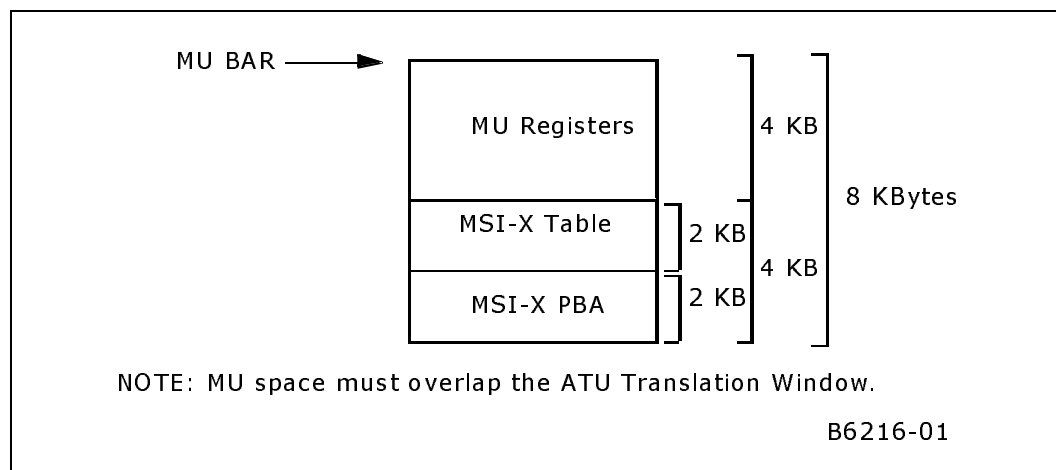 MU BAR
MU Registers
4 KB
8 KBytes
MSI-X Table
2 KB
4 KB
MSI-X PBA
2 KB
NOTE: MU space must overlap the ATU Translation Window.
B6216-01